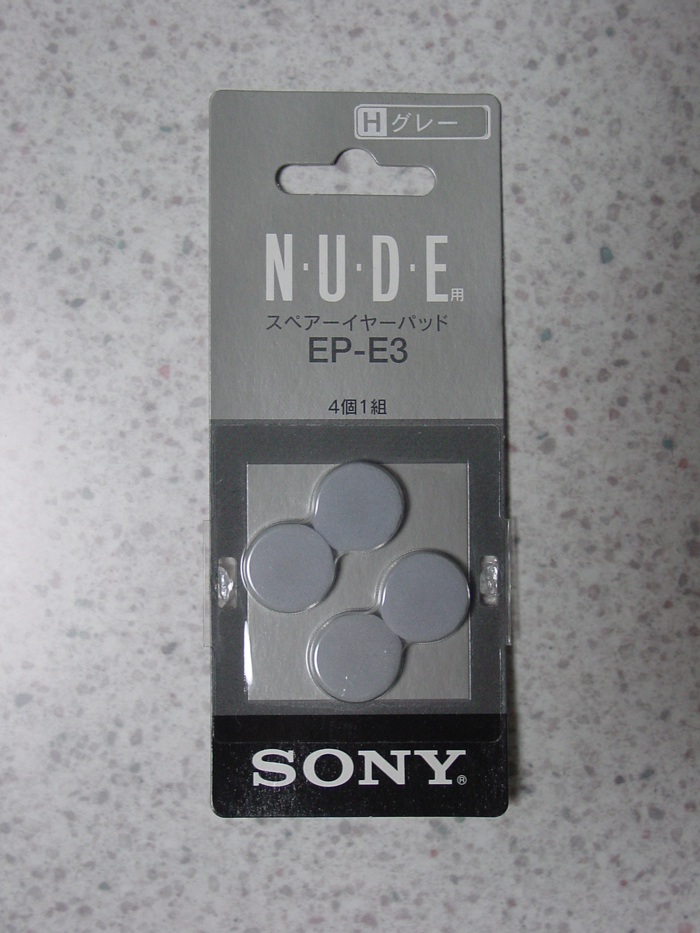 H グレー
N·U·D·E用
スペアーイヤーパッド
EP-E3
4個1組
SONY®